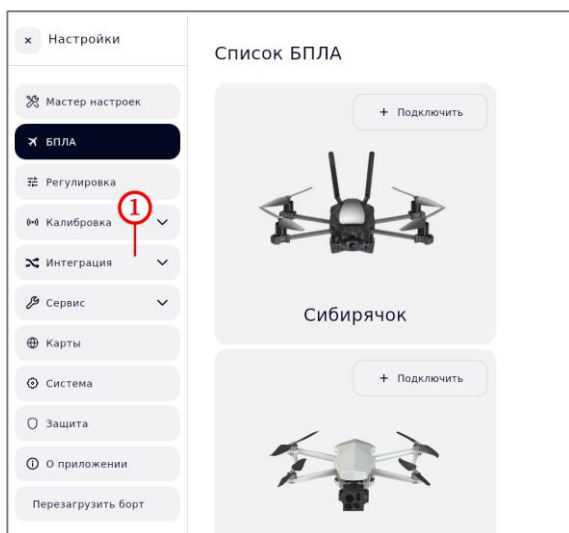 × Настройки
Мастер настроек
БПЛА
Регулировка
Калибровка
1
Интеграция
Сервис
Карты
Система
Защита
О приложении
Перезагрузить борт
Список БПЛА
+ Подключить
Сибирячок
+ Подключить